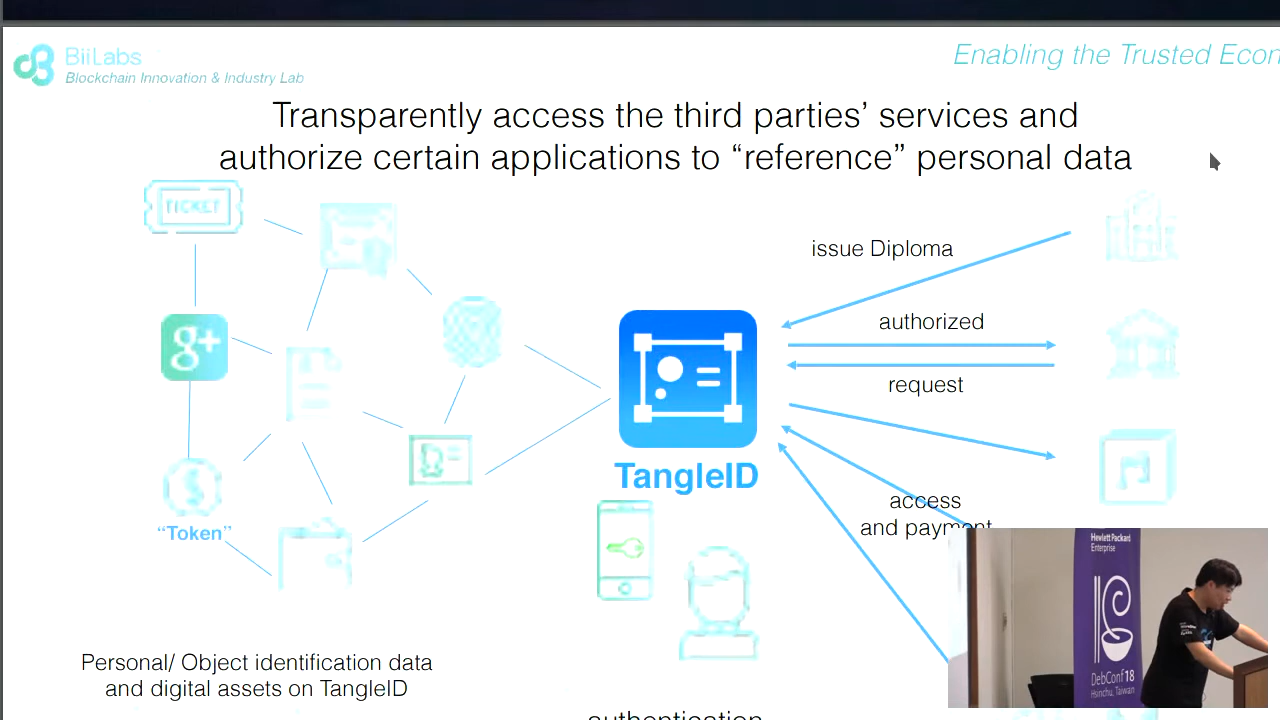 BiiLabs
Blockchain Innovation & Industry Lab
Enabling the Trusted Econ
Transparently access the third parties’ services and
authorize certain applications to “reference” personal data
TICKET
issue Diploma
authorized
g+
request
TangleID
“Token”
access
and payment
Hewlett Packard
Enterprise
DebConf18
Hsinchu, Taiwan
Personal/ Object identification data
and digital assets on TangleID
authentication